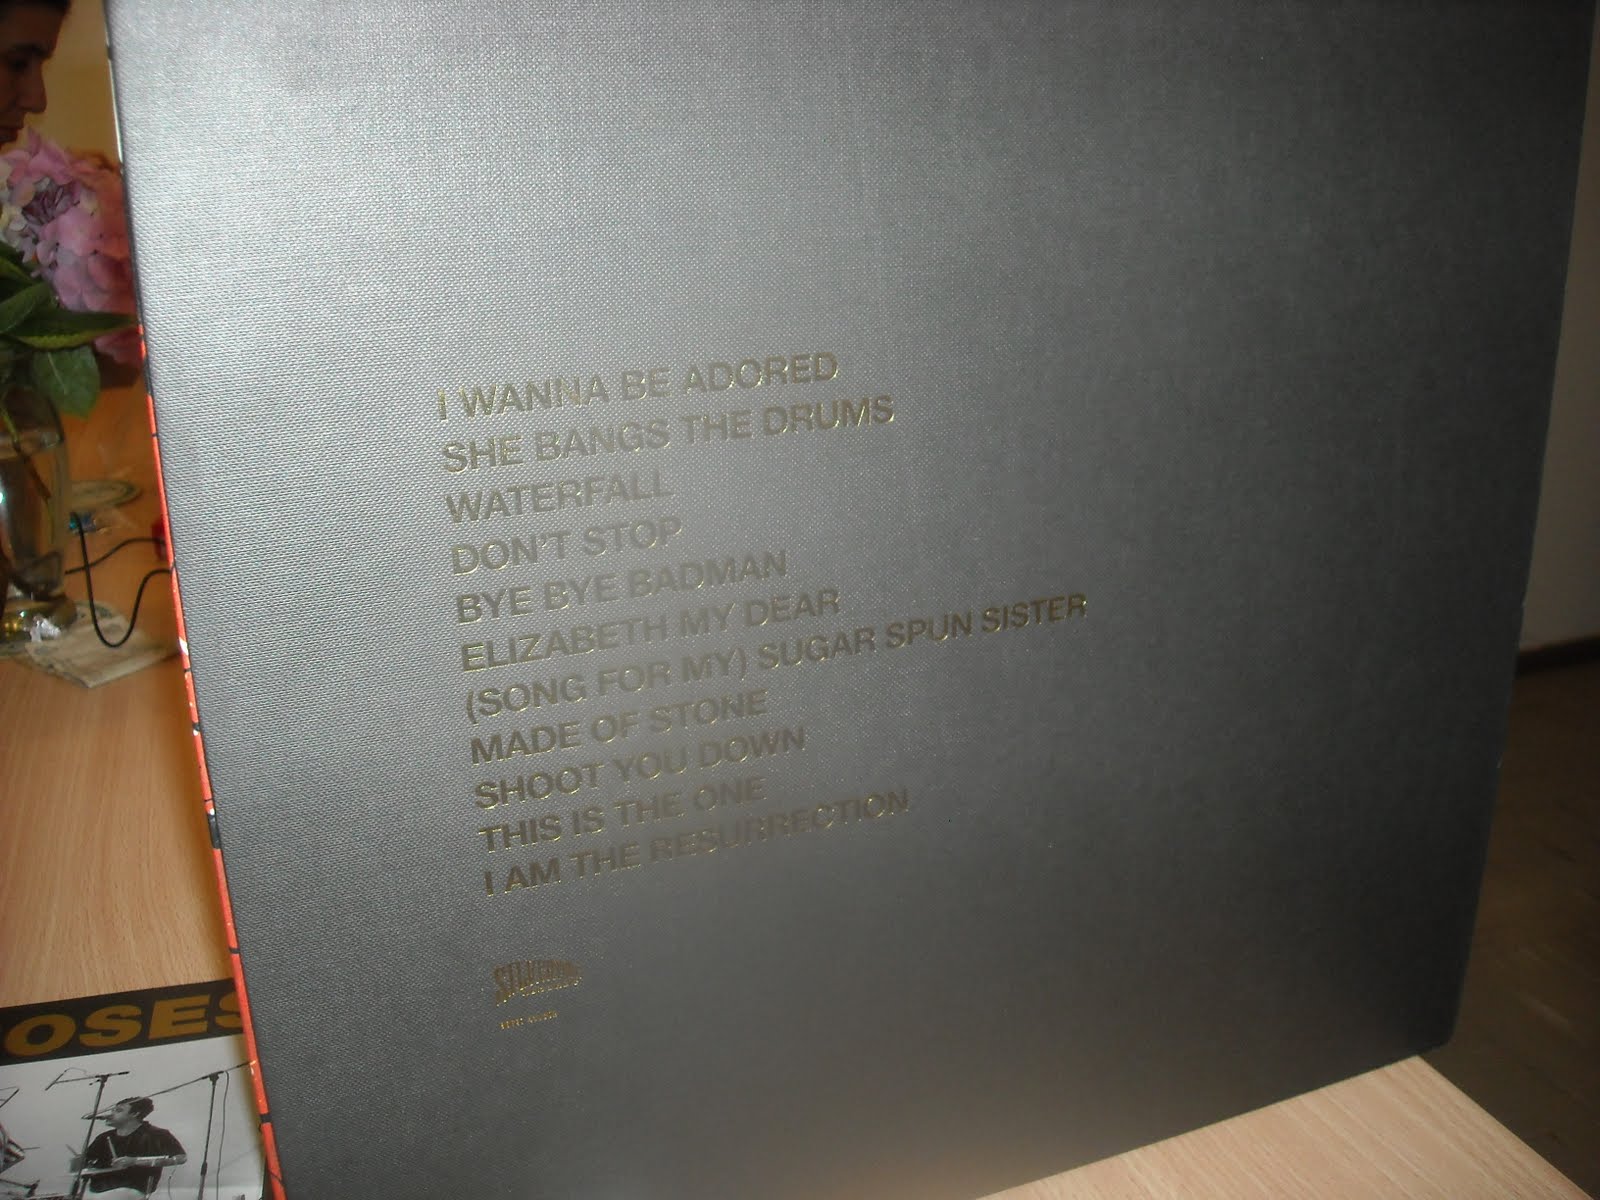 I WANNA BE ADORED
SHE BANGS THE DRUMS
WATERFALL
DON'T STOP
BYE BYE BADMAN
ELIZABETH MY DEAR
(SONG FOR MY) SUGAR SPUN SISTER
MADE OF STONE
SHOOT YOU DOWN
THIS IS THE ONE
I AM THE RESURRECTION
SILVERTONE
OSES